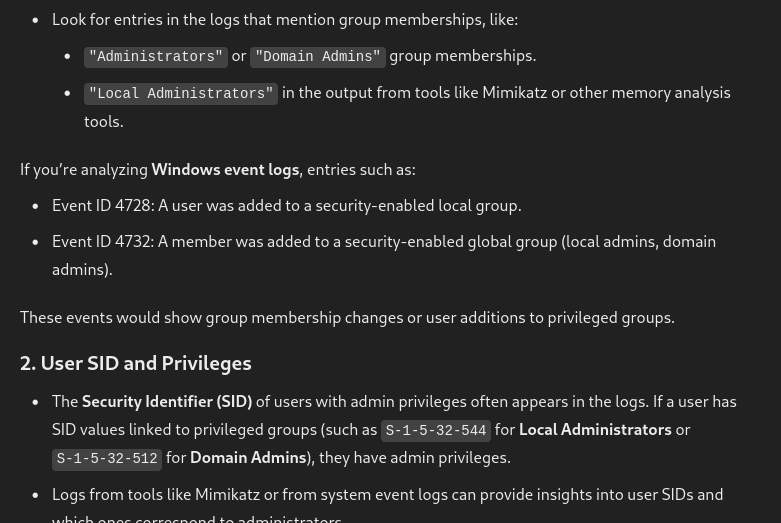 • Look for entries in the logs that mention group memberships, like:
• "Administrators" or "Domain Admins" group memberships.
• "Local Administrators" in the output from tools like Mimikatz or other memory analysis
tools.
If you’re analyzing Windows event logs, entries such as:
• Event ID 4728: A user was added to a security-enabled local group.
• Event ID 4732: A member was added to a security-enabled global group (local admins, domain
admins).
These events would show group membership changes or user additions to privileged groups.
2. User SID and Privileges
• The Security Identifier (SID) of users with admin privileges often appears in the logs. If a user has
SID values linked to privileged groups (such as S-1-5-32-544 for Local Administrators or
S-1-5-32-512 for Domain Admins), they have admin privileges.
• Logs from tools like Mimikatz or from system event logs can provide insights into user SIDs and
which ones correspond to administrators.